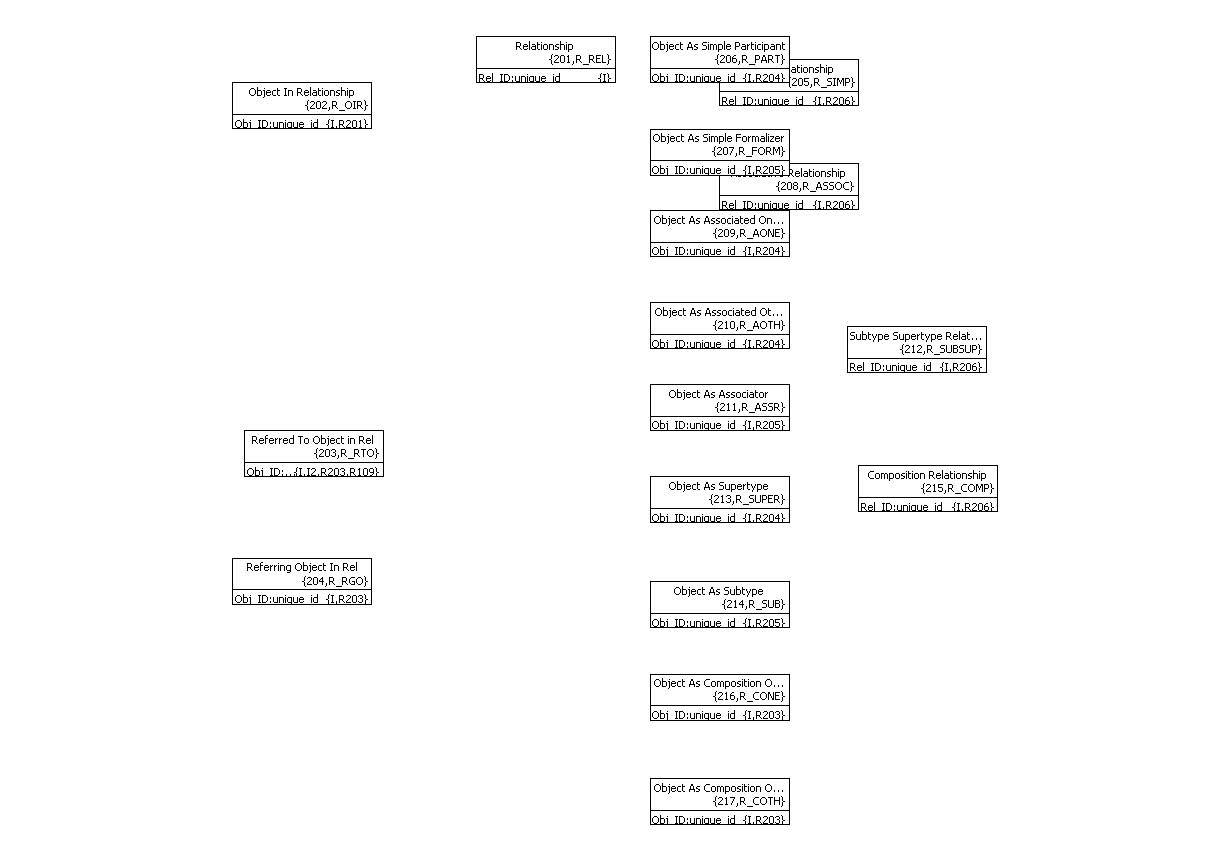 Relationship
{201,R_REL}
Rel_ID:unique_id {I}
Object As Simple Participant
{206,R_PART}
Obj_ID:unique_id {I,R204}
{205,R_SIMP}
Rel_ID:unique_id {I,R206}
Object In Relationship
{202,R_OIR}
Obj_ID:unique_id {I,R201}
Object As Simple Formalizer
{207,R_FORM}
Obj_ID:unique_id {I,R205}
Relationship
{208,R_ASSOC}
Rel_ID:unique_id {I,R206}
Object As Associated On...
{209,R_AONE}
Obj_ID:unique_id {I,R204}
Object As Associated Ot...
{210,R_AOTH}
Obj_ID:unique_id {I,R204}
Subtype Supertype Relat...
{212,R_SUBSUP}
Rel_ID:unique_id {I,R206}
Object As Associator
{211,R_ASSR}
Obj_ID:unique_id {I,R205}
Referred To Object in Rel
{203,R_RTO}
Obj_ID:...{I,I2,R203,R109}
Composition Relationship
{215,R_COMP}
Rel_ID:unique_id {I,R206}
Object As Supertype
{213,R_SUPER}
Obj_ID:unique_id {I,R204}
Referring Object In Rel
{204,R_RGO}
Obj_ID:unique_id {I,R203}
Object As Subtype
{214,R_SUB}
Obj_ID:unique_id {I,R205}
Object As Composition O...
{216,R_CONE}
Obj_ID:unique_id {I,R203}
Object As Composition O...
{217,R_COTH}
Obj_ID:unique_id {I,R203}